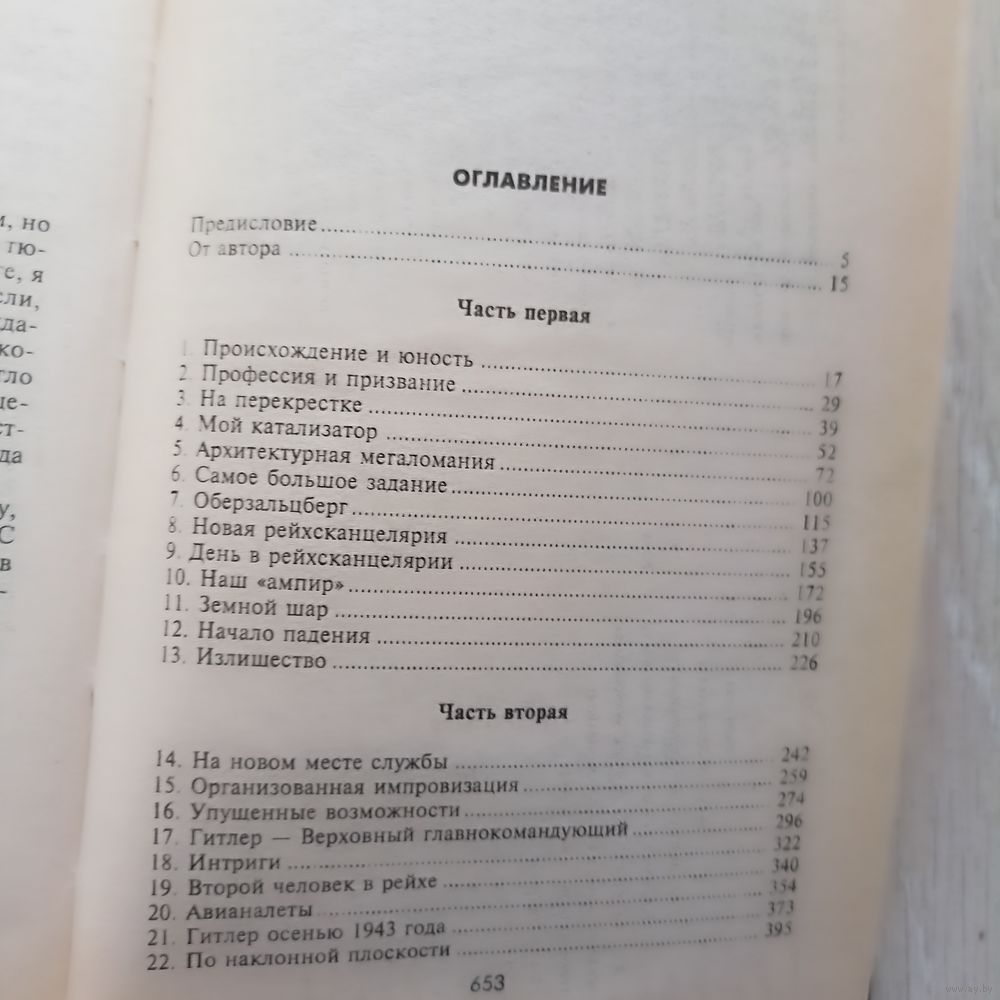 ОГЛАВЛЕНИЕ
Предисловие 5
От автора 15
Часть первая
1. Происхождение и юность 17
2. Профессия и призвание 29
3. На перекрестке 39
4. Мой катализатор 52
5. Архитектурная мегаломания 72
6. Самое большое задание 100
7. Оберзальцберг 115
8. Новая рейхсканцелярия 137
9. День в рейхсканцелярии 155
10. Наш «ампир» 172
11. Земной шар 196
12. Начало падения 210
13. Излишество 226
Часть вторая
14. На новом месте службы 242
15. Организованная импровизация 259
16. Упущенные возможности 274
17. Гитлер — Верховный главнокомандующий 296
18. Интриги 322
19. Второй человек в рейхе 340
20. Авианалеты 354
21. Гитлер осенью 1943 года 373
22. По наклонной плоскости 395
653
www.ay.by